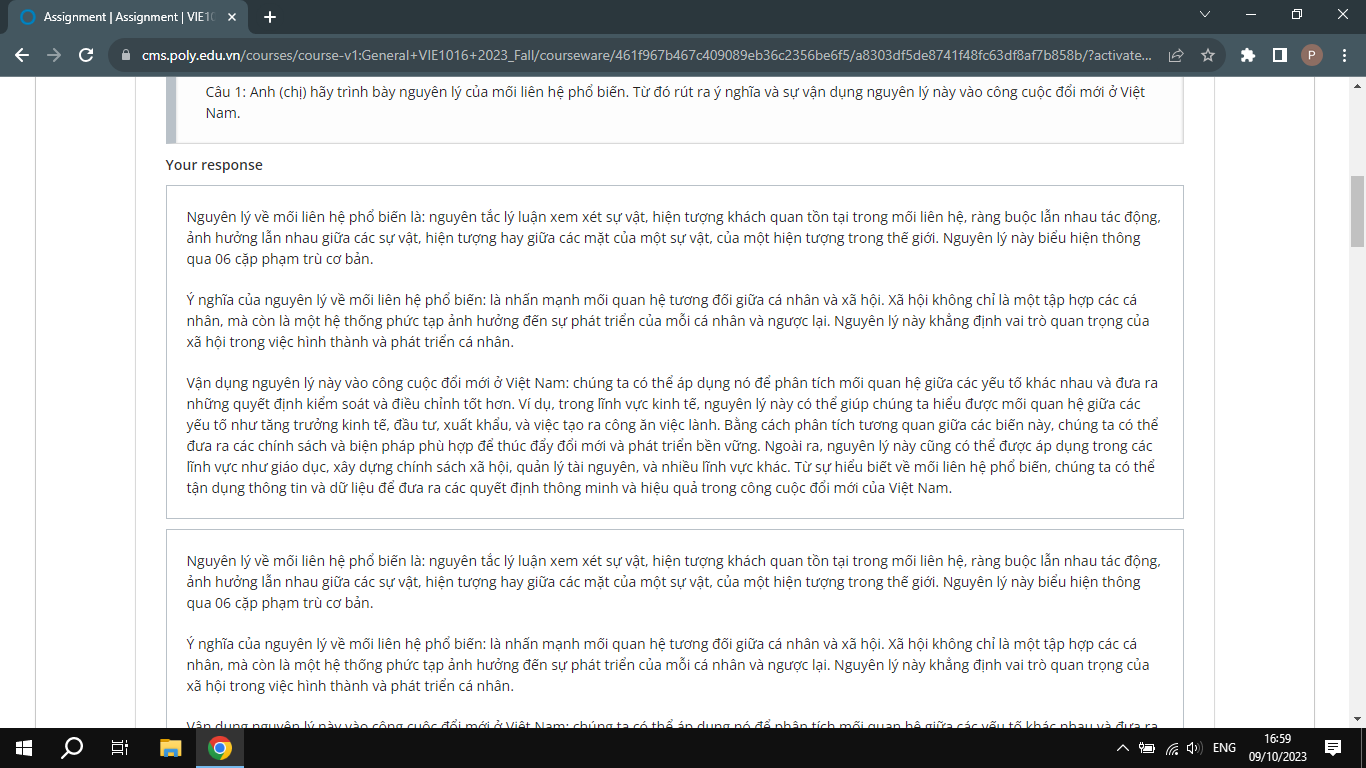 Assignment | Assignment | VIE10
cms.poly.edu.vn/courses/course-v1:General+VIE1016+2023_Fall/courseware/461f967b467c409089eb36c2356be6f5/a8303df5de8741f48fc63df8af7b858b/?activate...
P
Câu 1: Anh (chị) hãy trình bày nguyên lý của mối liên hệ phổ biến. Từ đó rút ra ý nghĩa và sự vận dụng nguyên lý này vào công cuộc đổi mới ở Việt
Nam.
Your response
Nguyên lý về mối liên hệ phổ biến là: nguyên tắc lý luận xem xét sự vật, hiện tượng khách quan tồn tại trong mối liên hệ, ràng buộc lẫn nhau tác động,
ảnh hưởng lẫn nhau giữa các sự vật, hiện tượng hay giữa các mặt của một sự vật, của một hiện tượng trong thế giới. Nguyên lý này biểu hiện thông
qua 06 cặp phạm trù cơ bản.
Ý nghĩa của nguyên lý về mối liên hệ phổ biến: là nhấn mạnh mối quan hệ tương đối giữa cá nhân và xã hội. Xã hội không chỉ là một tập hợp các cá
nhân, mà còn là một hệ thống phức tạp ảnh hưởng đến sự phát triển của mỗi cá nhân và ngược lại. Nguyên lý này khẳng định vai trò quan trọng của
xã hội trong việc hình thành và phát triển cá nhân.
Vận dụng nguyên lý này vào công cuộc đổi mới ở Việt Nam: chúng ta có thể áp dụng nó để phân tích mối quan hệ giữa các yếu tố khác nhau và đưa ra
những quyết định kiểm soát và điều chỉnh tốt hơn. Ví dụ, trong lĩnh vực kinh tế, nguyên lý này có thể giúp chúng ta hiểu được mối quan hệ giữa các
yếu tố như tăng trưởng kinh tế, đầu tư, xuất khẩu, và việc tạo ra công ăn việc lành. Bằng cách phân tích tương quan giữa các biến này, chúng ta có thể
đưa ra các chính sách và biện pháp phù hợp để thúc đẩy đổi mới và phát triển bền vững. Ngoài ra, nguyên lý này cũng có thể được áp dụng trong các
lĩnh vực như giáo dục, xây dựng chính sách xã hội, quản lý tài nguyên, và nhiều lĩnh vực khác. Từ sự hiểu biết về mối liên hệ phổ biến, chúng ta có thể
tận dụng thông tin và dữ liệu để đưa ra các quyết định thông minh và hiệu quả trong công cuộc đổi mới của Việt Nam.
Nguyên lý về mối liên hệ phổ biến là: nguyên tắc lý luận xem xét sự vật, hiện tượng khách quan tồn tại trong mối liên hệ, ràng buộc lẫn nhau tác động,
ảnh hưởng lẫn nhau giữa các sự vật, hiện tượng hay giữa các mặt của một sự vật, của một hiện tượng trong thế giới. Nguyên lý này biểu hiện thông
qua 06 cặp phạm trù cơ bản.
Ý nghĩa của nguyên lý về mối liên hệ phổ biến: là nhấn mạnh mối quan hệ tương đối giữa cá nhân và xã hội. Xã hội không chỉ là một tập hợp các cá
nhân, mà còn là một hệ thống phức tạp ảnh hưởng đến sự phát triển của mỗi cá nhân và ngược lại. Nguyên lý này khẳng định vai trò quan trọng của
xã hội trong việc hình thành và phát triển cá nhân.
Vận dụng nguyên lý này vào công cuộc đổi mới ở Việt Nam: chúng ta có thể áp dụng nó để phân tích mối quan hệ giữa các yếu tố khác nhau và đưa ra
ENG
16:59
09/10/2023